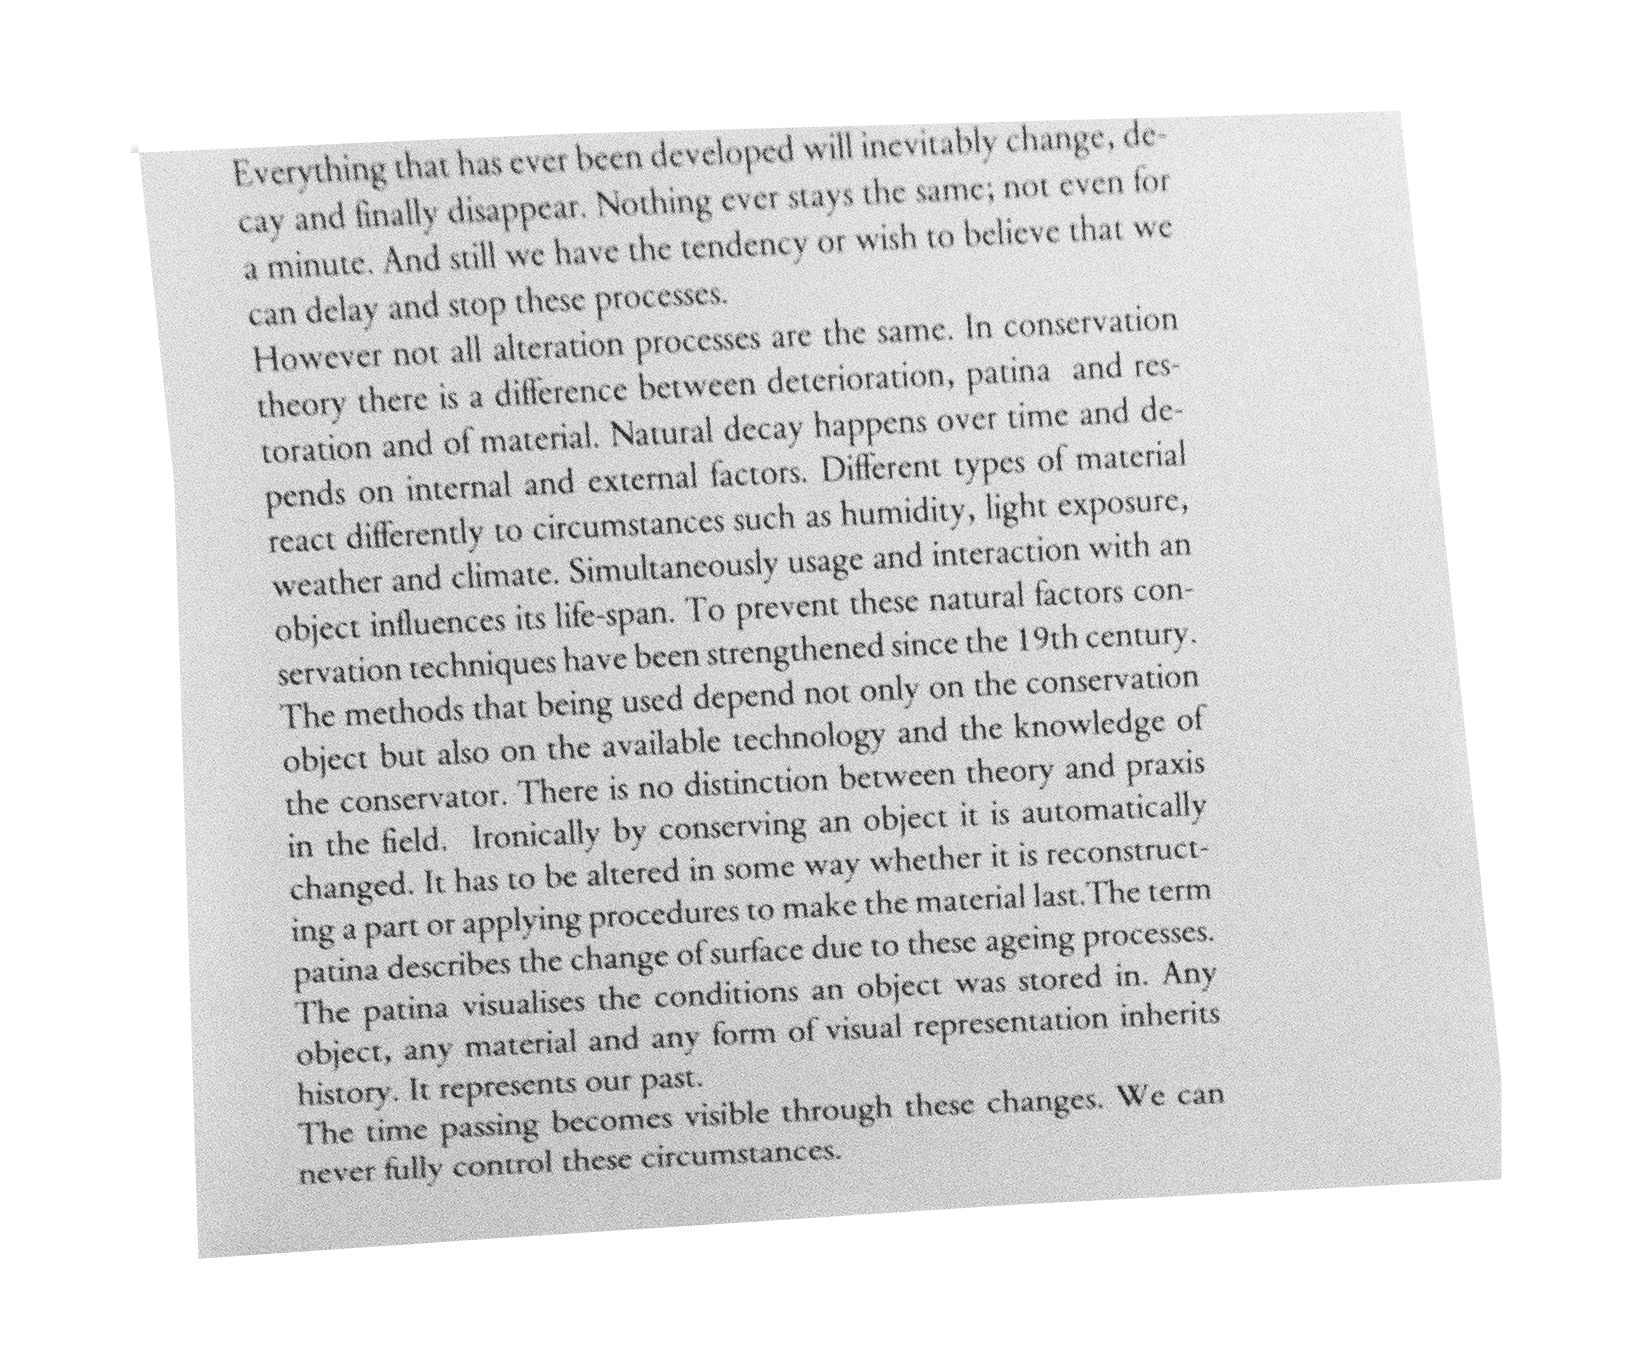 Everything that has ever been developed will inevitably change, de-
cay and finally disappear. Nothing ever stays the same; not even for
a minute. And still we have the tendency or wish to believe that we
can delay and stop these processes.
However not all alteration processes are the same. In conservation
theory there is a difference between deterioration, patina  and res-
toration and of material. Natural decay happens over time and de-
pends on internal and external factors. Different types of material
react differently to circumstances such as humidity, light exposure,
weather and climate. Simultaneously usage and interaction with an
object influences its life-span. To prevent these natural factors con-
servation techniques have been strengthened since the 19th century.
The methods that being used depend not only on the conservation
object but also on the available technology and the knowledge of
the conservator. There is no distinction between theory and praxis
in the field.  Ironically by conserving an object it is automatically
changed. It has to be altered in some way whether it is reconstruct-
ing a part or applying procedures to make the material last.The term
patina describes the change of surface due to these ageing processes.
The patina visualises the conditions an object was stored in. Any
object, any material and any form of visual representation inherits
history. It represents our past.
The time passing becomes visible through these changes. We can
never fully control these circumstances.